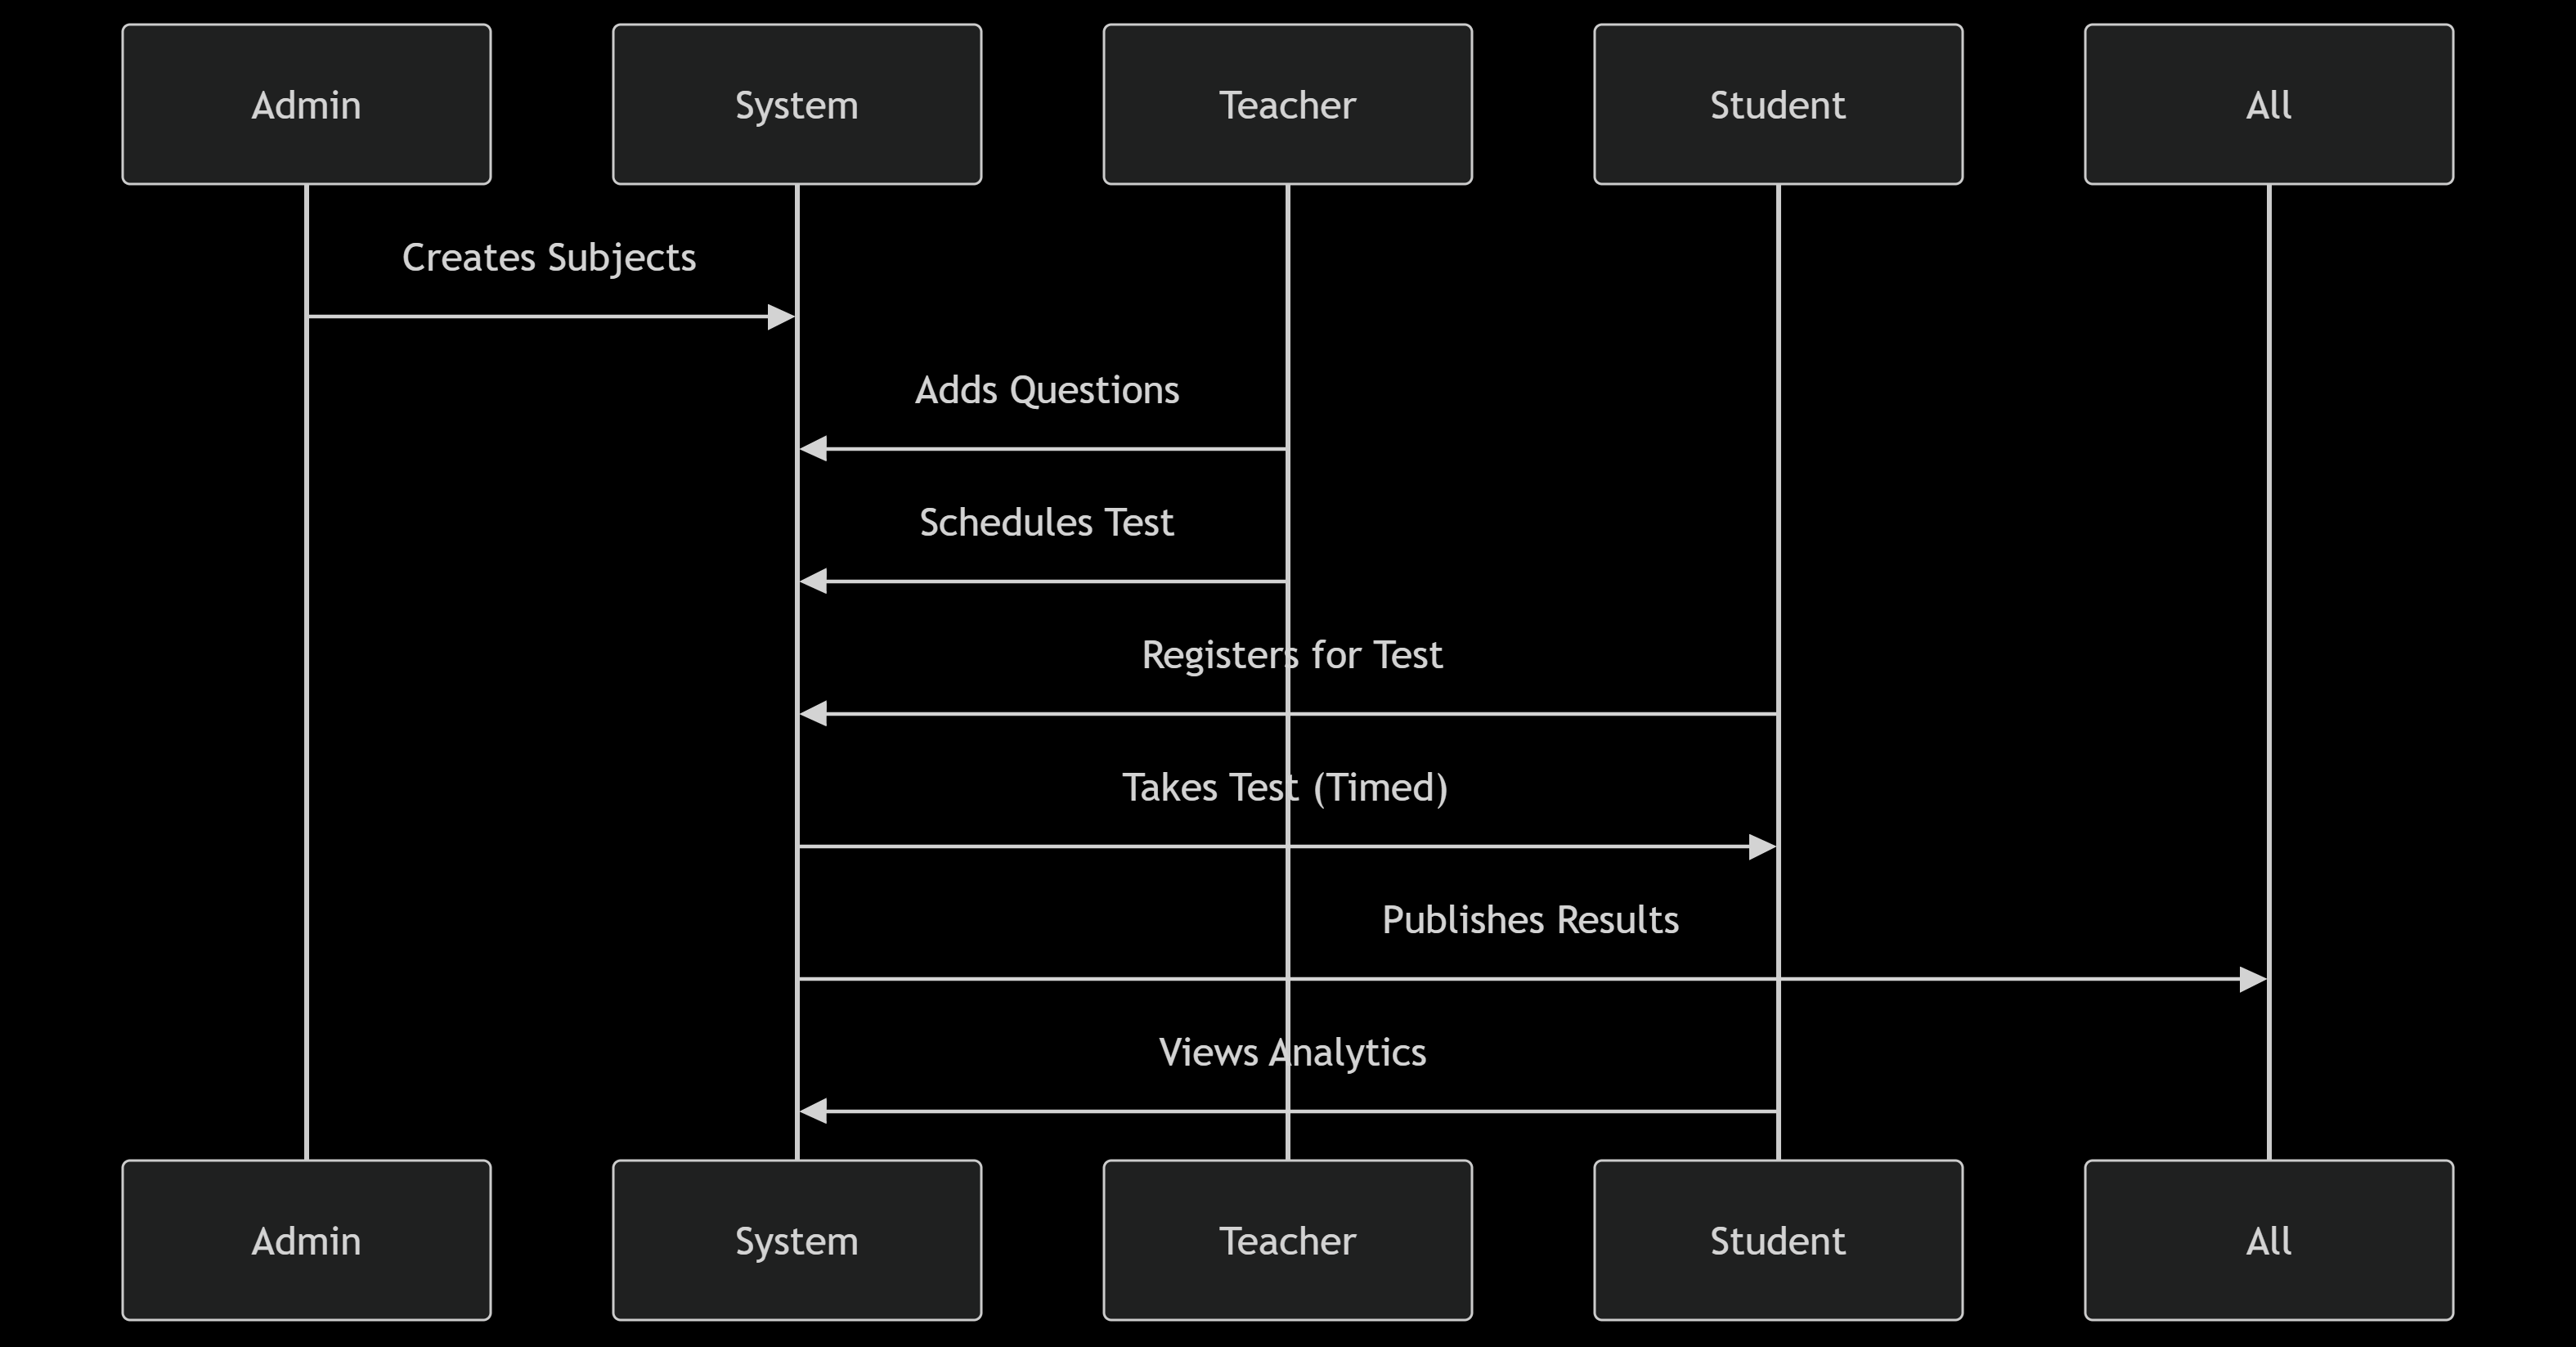 Admin
System
Teacher
Student
All
Creates Subjects
Adds Questions
Schedules Test
Registers for Test
Takes Test (Timed)
Publishes Results
Views Analytics
Admin
System
Teacher
Student
All